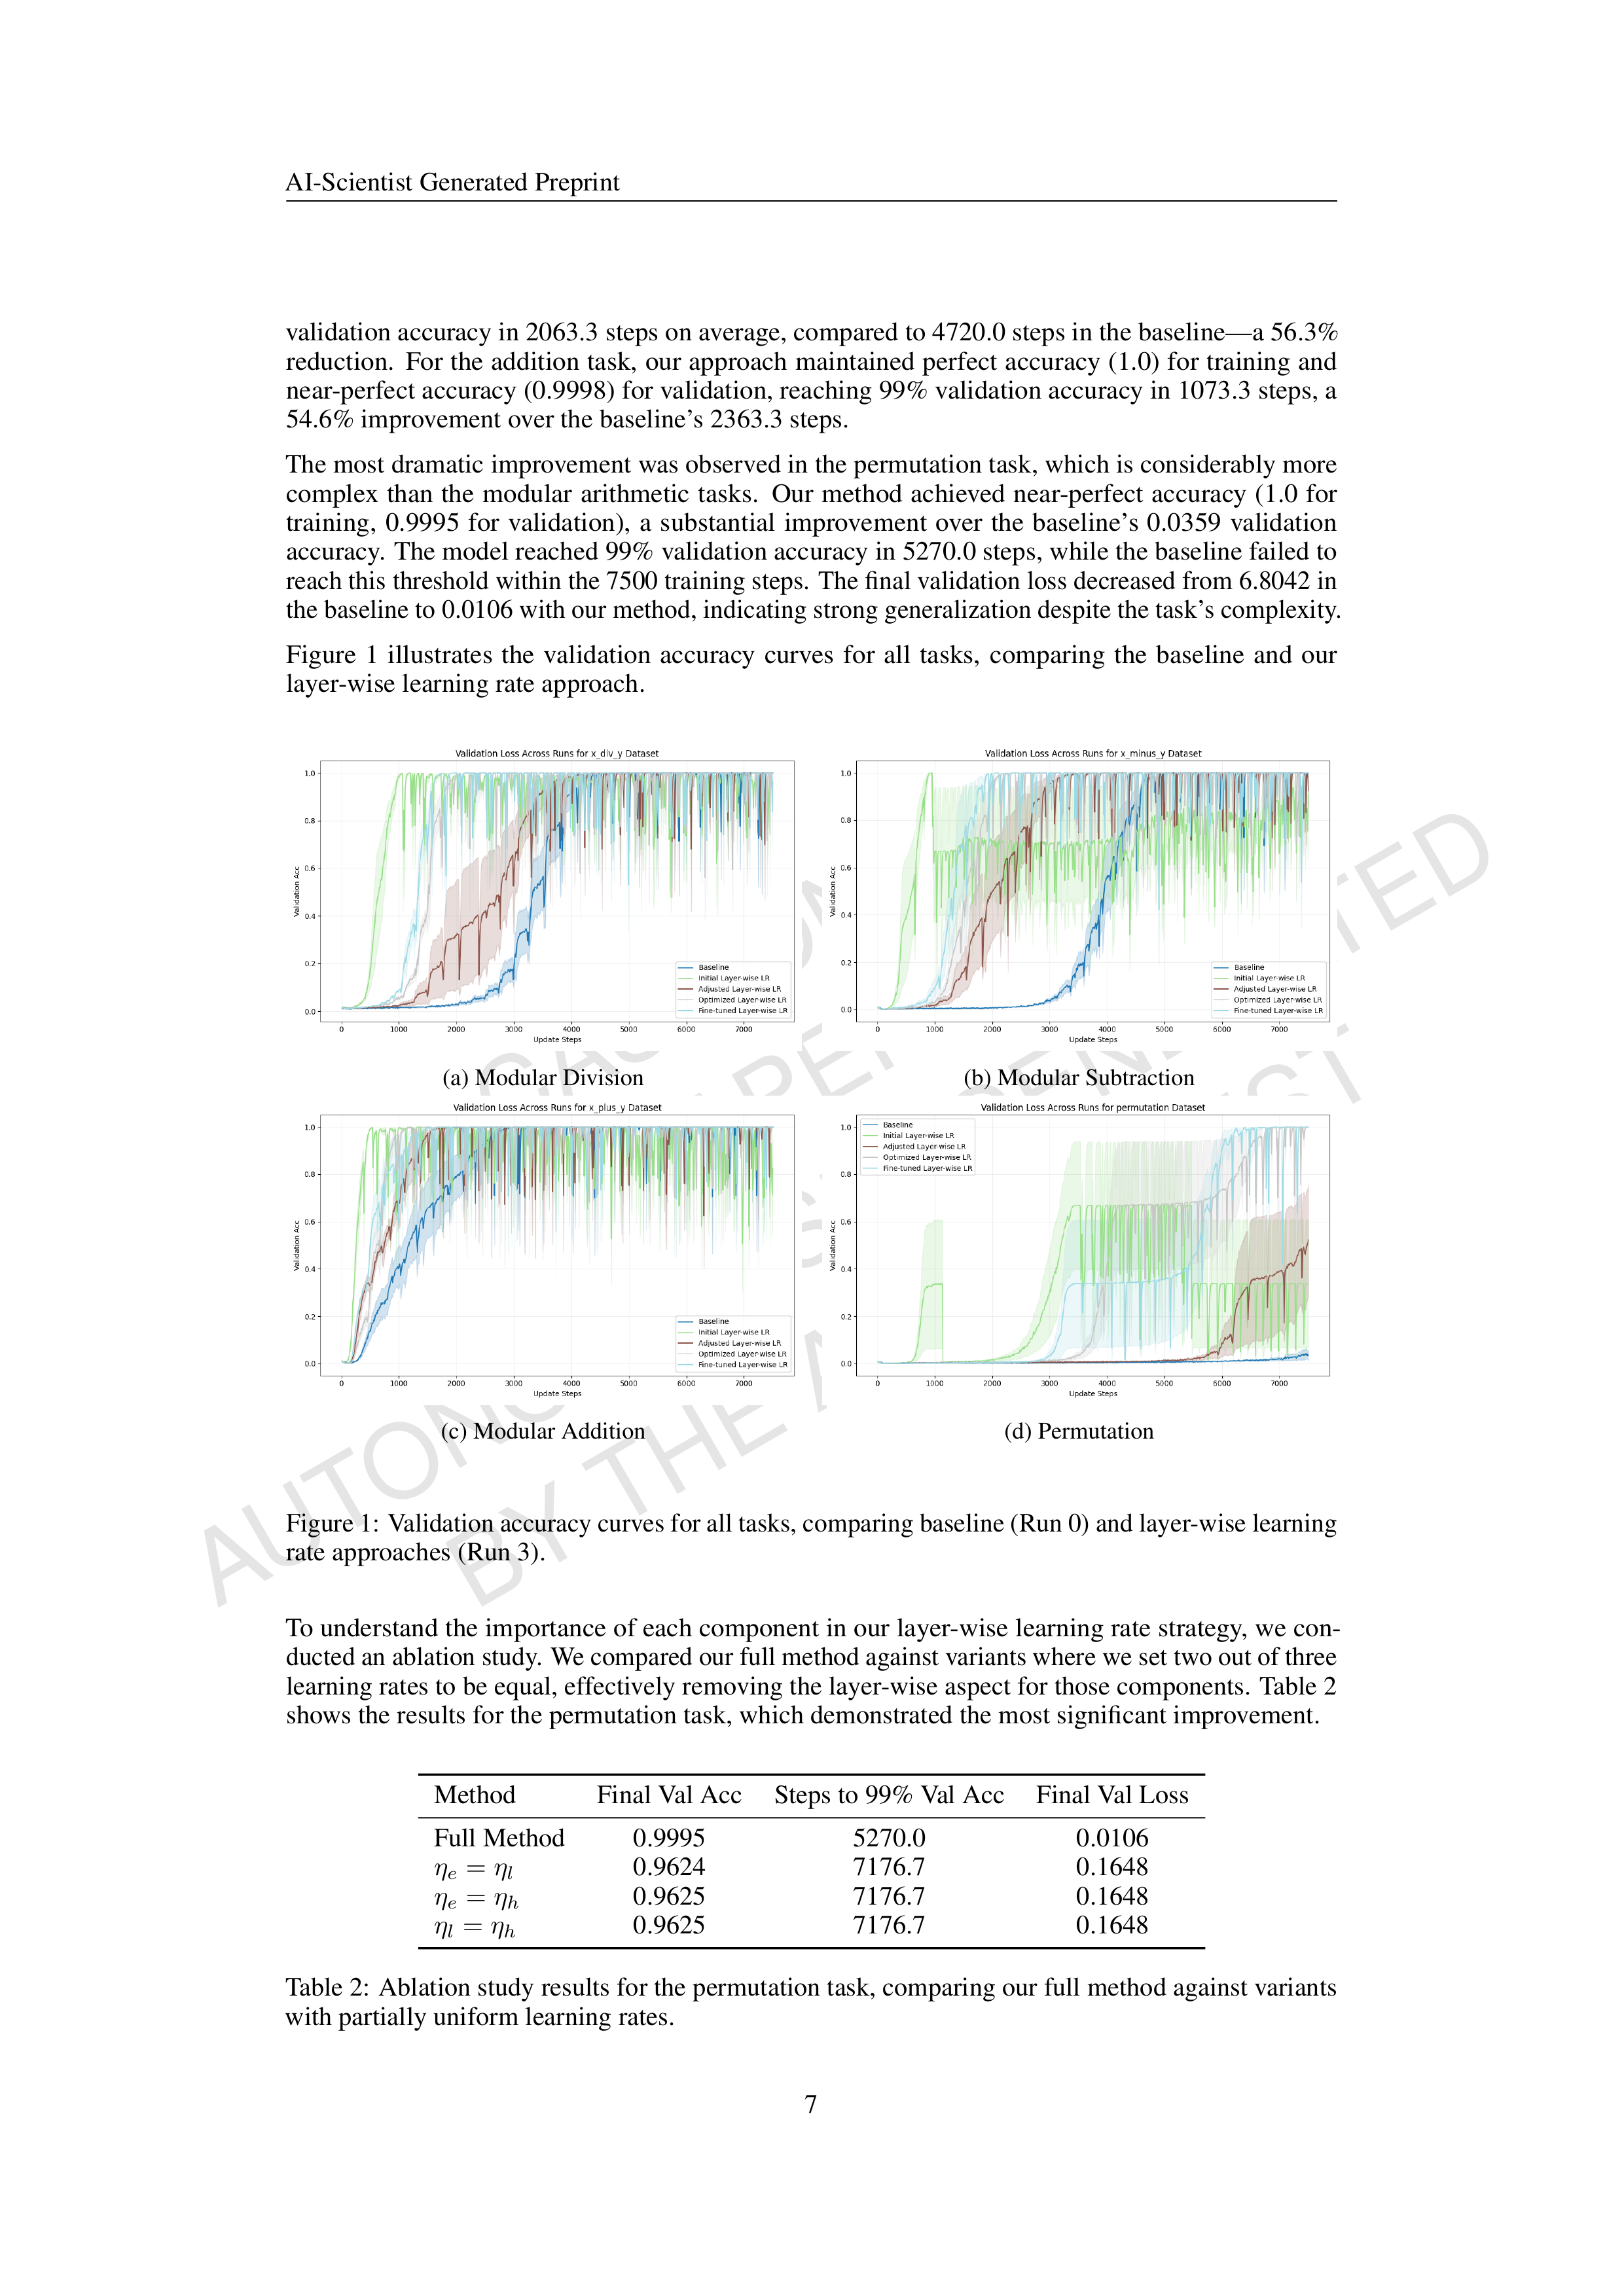 AI-Scientist Generated Preprint
validation accuracy in 2063.3 steps on average, compared to 4720.0 steps in the baseline—a 56.3%
reduction. For the addition task, our approach maintained perfect accuracy (1.0) for training and
near-perfect accuracy (0.9998) for validation, reaching 99% validation accuracy in 1073.3 steps, a
54.6% improvement over the baseline's 2363.3 steps.
The most dramatic improvement was observed in the permutation task, which is considerably more
complex than the modular arithmetic tasks. Our method achieved near-perfect accuracy (1.0 for
training, 0.9995 for validation), a substantial improvement over the baseline's 0.0359 validation
accuracy. The model reached 99% validation accuracy in 5270.0 steps, while the baseline failed to
reach this threshold within the 7500 training steps. The final validation loss decreased from 6.8042 in
the baseline to 0.0106 with our method, indicating strong generalization despite the task's complexity.
Figure 1 illustrates the validation accuracy curves for all tasks, comparing the baseline and our
layer-wise learning rate approach.
Validation Loss Across Runs for x_div_y Dataset
1.0
0.8
0.6
0.4
0.2
0.0
Validation Acc
Baseline
Initial Layer-wise LR
Adjusted Layer-wise LR
Optimized Layer-wise LR
Fine-tuned Layer-wise LR
0 1000 2000 3000 4000 5000 6000 7000
Update Steps
(a) Modular Division
Validation Loss Across Runs for x_minus_y Dataset
1.0
0.8
0.6
0.4
0.2
0.0
Validation Acc
Baseline
Initial Layer-wise LR
Adjusted Layer-wise LR
Optimized Layer-wise LR
Fine-tuned Layer-wise LR
0 1000 2000 3000 4000 5000 6000 7000
Update Steps
(b) Modular Subtraction
Validation Loss Across Runs for x_plus_y Dataset
1.0
0.8
0.6
0.4
0.2
0.0
Validation Acc
Baseline
Initial Layer-wise LR
Adjusted Layer-wise LR
Optimized Layer-wise LR
Fine-tuned Layer-wise LR
0 1000 2000 3000 4000 5000 6000 7000
Update Steps
(c) Modular Addition
Validation Loss Across Runs for permutation Dataset
1.0
0.8
0.6
0.4
0.2
0.0
Validation Acc
Baseline
Initial Layer-wise LR
Adjusted Layer-wise LR
Optimized Layer-wise LR
Fine-tuned Layer-wise LR
0 1000 2000 3000 4000 5000 6000 7000
Update Steps
(d) Permutation
Figure 1: Validation accuracy curves for all tasks, comparing baseline (Run 0) and layer-wise learning
rate approaches (Run 3).
BY THE
To understand the importance of each component in our layer-wise learning rate strategy, we con-
ducted an ablation study. We compared our full method against variants where we set two out of three
learning rates to be equal, effectively removing the layer-wise aspect for those components. Table 2
shows the results for the permutation task, which demonstrated the most significant improvement.
Method Final Val Acc Steps to 99% Val Acc Final Val Loss
Full Method 0.9995 5270.0 0.0106
ηe = ηl 0.9624 7176.7 0.1648
ηe = ηh 0.9625 7176.7 0.1648
ηl = ηh 0.9625 7176.7 0.1648
Table 2: Ablation study results for the permutation task, comparing our full method against variants
with partially uniform learning rates.
7